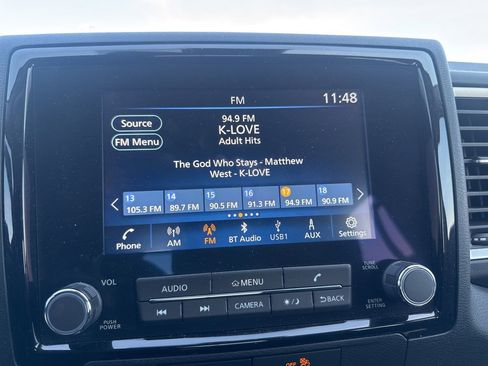 FM
11:48
Source
94.9 FM
K-LOVE
FM Menu
Adult Hits
The God Who Stays - Matthew
West - K-LOVE
13 14 15 16 17 18
105.3 FM 89.7 FM 90.5 FM 91.3 FM 94.9 FM 90.9 FM
Phone AM FM BT Audio USB1 AUX Settings
VOL
AUDIO
MENU
TUNE
SCROLL
PUSH
POWER
CAMERA
BACK
ENTER
SETTING
OFF